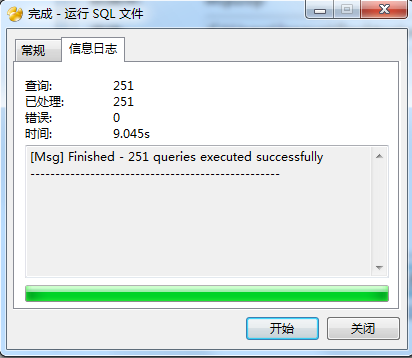 完成 - 运行 SQL 文件
常规 信息日志
查询: 251
已处理: 251
错误: 0
时间: 9.045s
[Msg] Finished - 251 queries executed successfully
--------------------------------------------------
开始 关闭